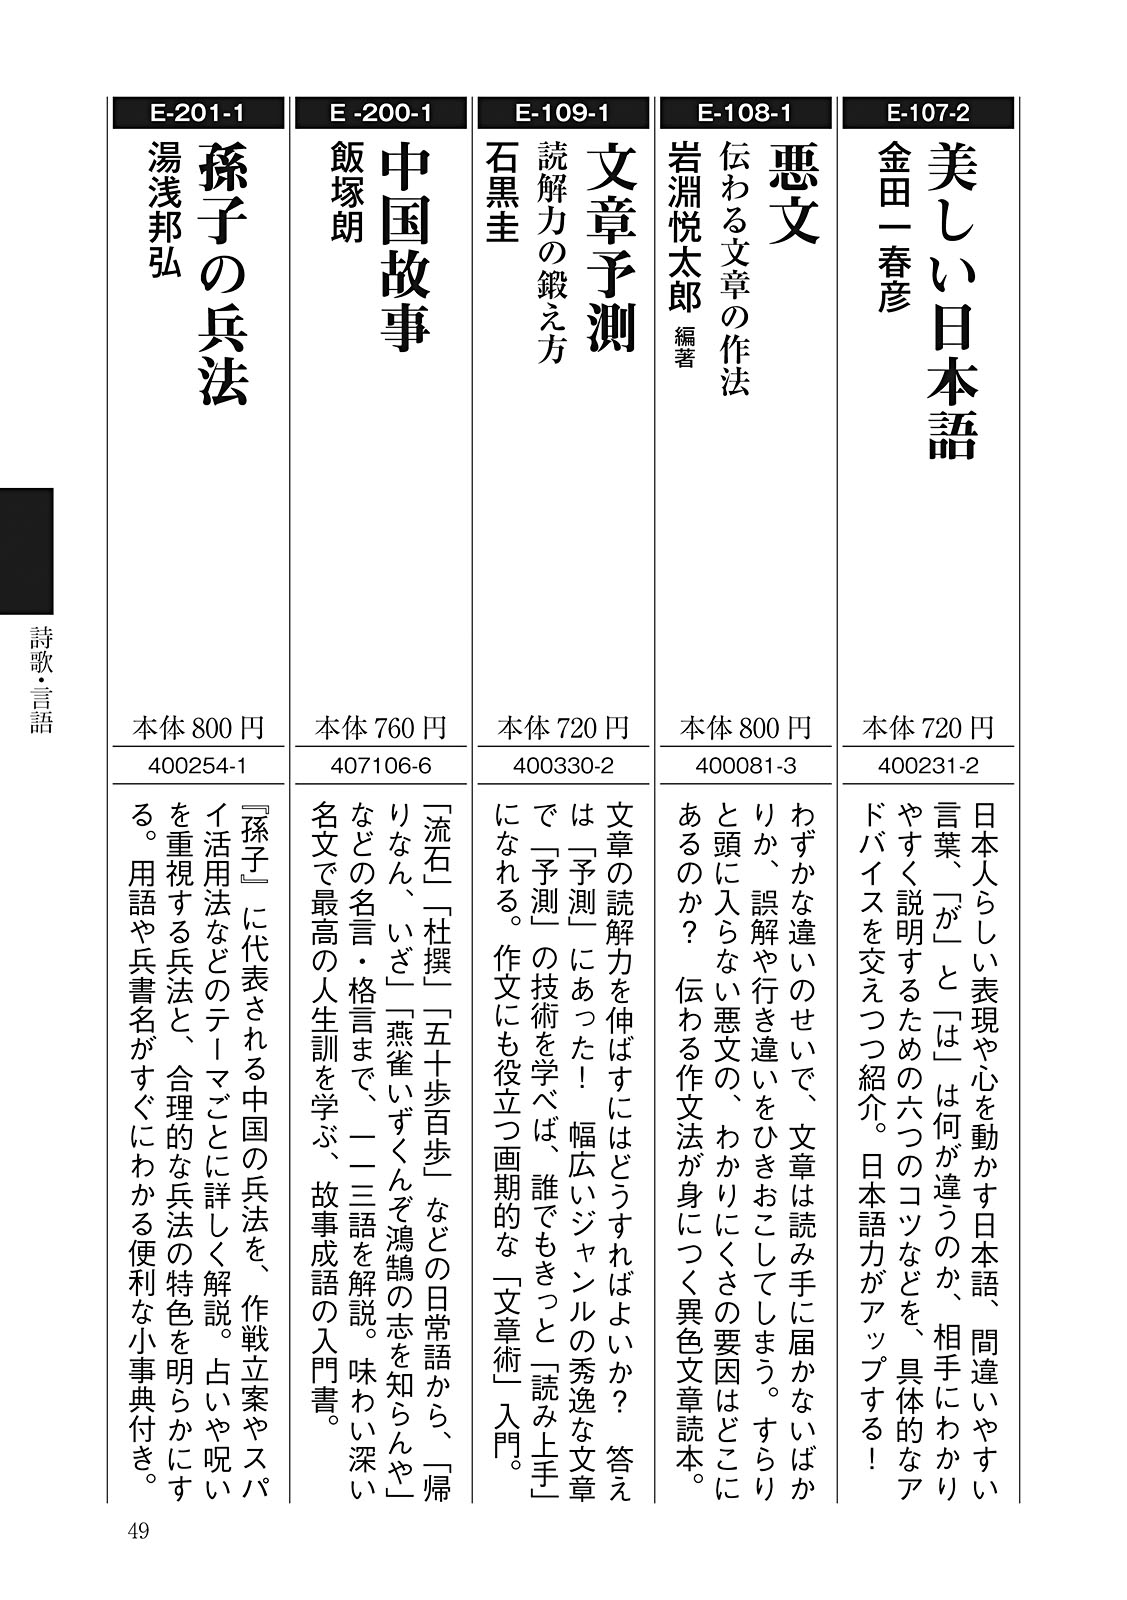 E-107-2
美しい日本語
金田一春彦
本体 720 円
400231-2
日本人らしい表現や心を動かす日本語、間違いやすい
言葉、「が」と「は」は何が違うのか、相手にわかり
やすく説明するための六つのコツなどを、具体的なア
ドバイスを交えつつ紹介。日本語力がアップする！
E-108-1
悪文
伝わる文章の作法
岩淵悦太郎 編著
本体 800 円
400081-3
わずかな違いのせいで、文章は読み手に届かないばか
りか、誤解や行き違いをひきおこしてしまう。すらり
と頭に入らない悪文の、わかりにくさの要因はどこに
あるのか？　伝わる作文法が身につく異色文章読本。
E-109-1
文章予測
読解力の鍛え方
石黒圭
本体 720 円
400330-2
文章の読解力を伸ばすにはどうすればよいか？　答え
は「予測」にあった！　幅広いジャンルの秀逸な文章
で「予測」の技術を学べば、誰でもきっと「読み上手」
になれる。作文にも役立つ画期的な「文章術」入門。
E -200-1
中国故事
飯塚朗
本体 760 円
407106-6
「流石」「杜撰」「五十歩百歩」などの日常語から、「帰
りなん、いざ」「燕雀いずくんぞ鴻鵠の志を知らんや」
などの名言・格言まで、一一三語を解説。味わい深い
名文で最高の人生訓を学ぶ、故事成語の入門書。
E-201-1
孫子の兵法
湯浅邦弘
本体 800 円
400254-1
『孫子』に代表される中国の兵法を、作戦立案やスパ
イ活用法などのテーマごとに詳しく解説。占いや呪い
を重視する兵法と、合理的な兵法の特色を明らかにす
る。用語や兵書名がすぐにわかる便利な小事典付き。
詩歌・言語
49